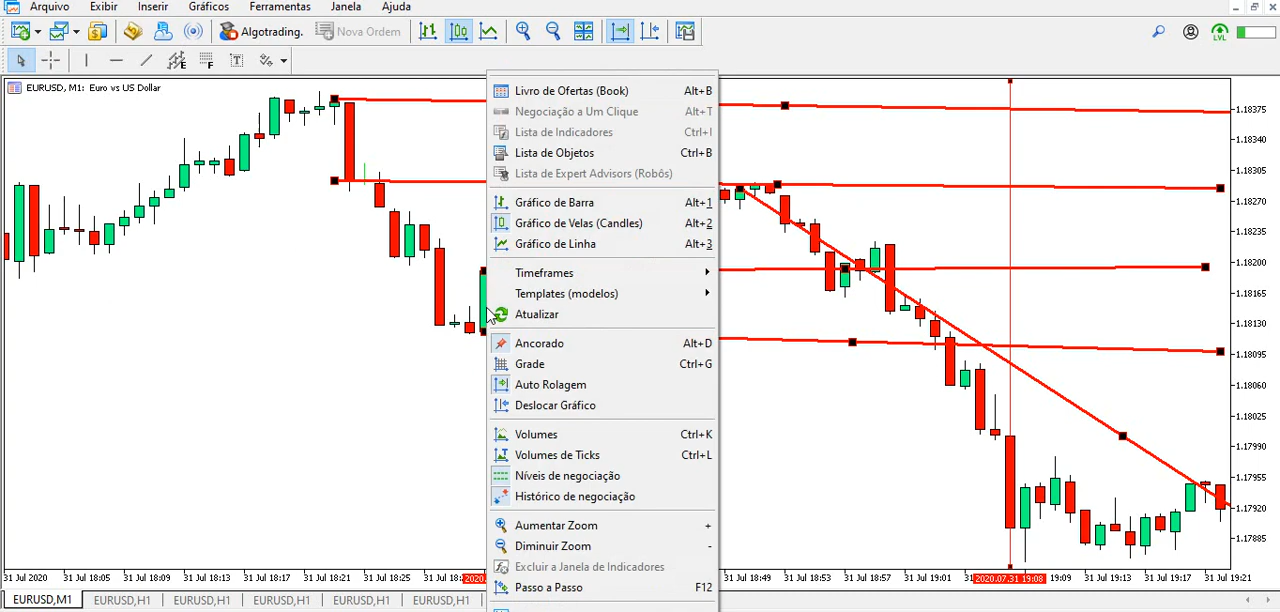 Arquivo Exibir Inserir Gráficos Ferramentas Janela Ajuda
Algotrading. Nova Ordem
LVL
E F T
EURUSD, M1: Euro vs US Dollar
Livro de Ofertas (Book) Alt+B
Negociação a Um Clique Alt+T
Lista de Indicadores Ctrl+I
Lista de Objetos Ctrl+B
Lista de Expert Advisors (Robôs)
Gráfico de Barra Alt+1
Gráfico de Velas (Candles) Alt+2
Gráfico de Linha Alt+3
Timeframes
Templates (modelos)
Atualizar
Ancorado Alt+D
Grade Ctrl+G
Auto Rolagem
Deslocar Gráfico
Volumes Ctrl+K
Volumes de Ticks Ctrl+L
Níveis de negociação
Histórico de negociação
Aumentar Zoom +
Diminuir Zoom -
Excluir a Janela de Indicadores
Passo a Passo F12
1.18375
1.18340
1.18305
1.18270
1.18235
1.18200
1.18165
1.18130
1.18095
1.18060
1.17990
1.17955
1.17920
1.17885
31 Jul 2020 31 Jul 18:05 31 Jul 18:09 31 Jul 18:13 31 Jul 18:17 31 Jul 18:21 31 Jul 18:25 31 Jul 18: 2020. 31 Jul 18:49 31 Jul 18:53 31 Jul 18:57 31 Jul 19:01 31 2020.07.31 19:08 19:09 31 Jul 19:13 31 Jul 19:17 31 Jul 19:21
EURUSD,M1 EURUSD,H1 EURUSD,H1 EURUSD,H1 EURUSD,H1 EURUSD,H1